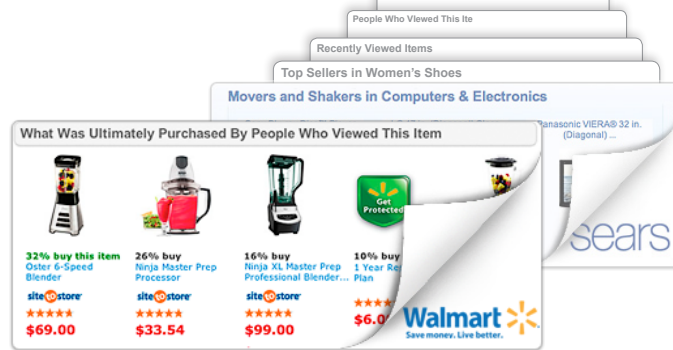 People Who Viewed This Ite
Recently Viewed Items
Top Sellers in Women's Shoes
Movers and Shakers in Computers & Electronics
Panasonic VIERA® 32 in.
(Diagonal) ...
sears
What Was Ultimately Purchased By People Who Viewed This Item
Get
Protected
32% buy this item
Oster 6-Speed
Blender
site to store
$69.00
26% buy
Ninja Master Prep
Processor
site to store
$33.54
16% buy
Ninja XL Master Prep
Professional Blender...
site to store
$99.00
10% buy
1 Year
Plan
$6.0
Walmart
Save money. Live better.